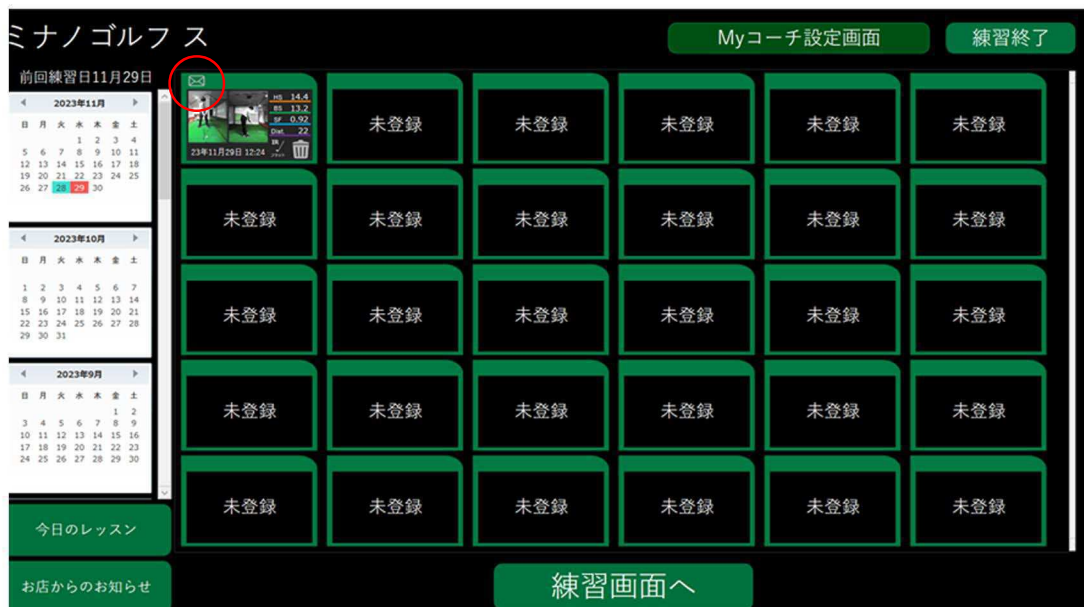 ミナノゴルフ ス
Myコーチ設定画面
練習終了
前回練習日11月29日
2023年11月
日 月 火 水 木 金 土
1 2 3 4
5 6 7 8 9 10 11
12 13 14 15 16 17 18
19 20 21 22 23 24 25
26 27 28 29 30
2023年10月
日 月 火 水 木 金 土
1 2 3 4 5 6 7
8 9 10 11 12 13 14
15 16 17 18 19 20 21
22 23 24 25 26 27 28
29 30 31
2023年9月
日 月 火 水 木 金 土
1 2
3 4 5 6 7 8 9
10 11 12 13 14 15 16
17 18 19 20 21 22 23
24 25 26 27 28 29 30
今日のレッスン
お店からのお知らせ
HS 14.4
BS 13.2
SF 0.92
Dist. 22
23年11月29日 12:24
未登録 未登録 未登録 未登録 未登録
未登録 未登録 未登録 未登録 未登録 未登録
未登録 未登録 未登録 未登録 未登録 未登録
未登録 未登録 未登録 未登録 未登録 未登録
未登録 未登録 未登録 未登録 未登録 未登録
練習画面へ